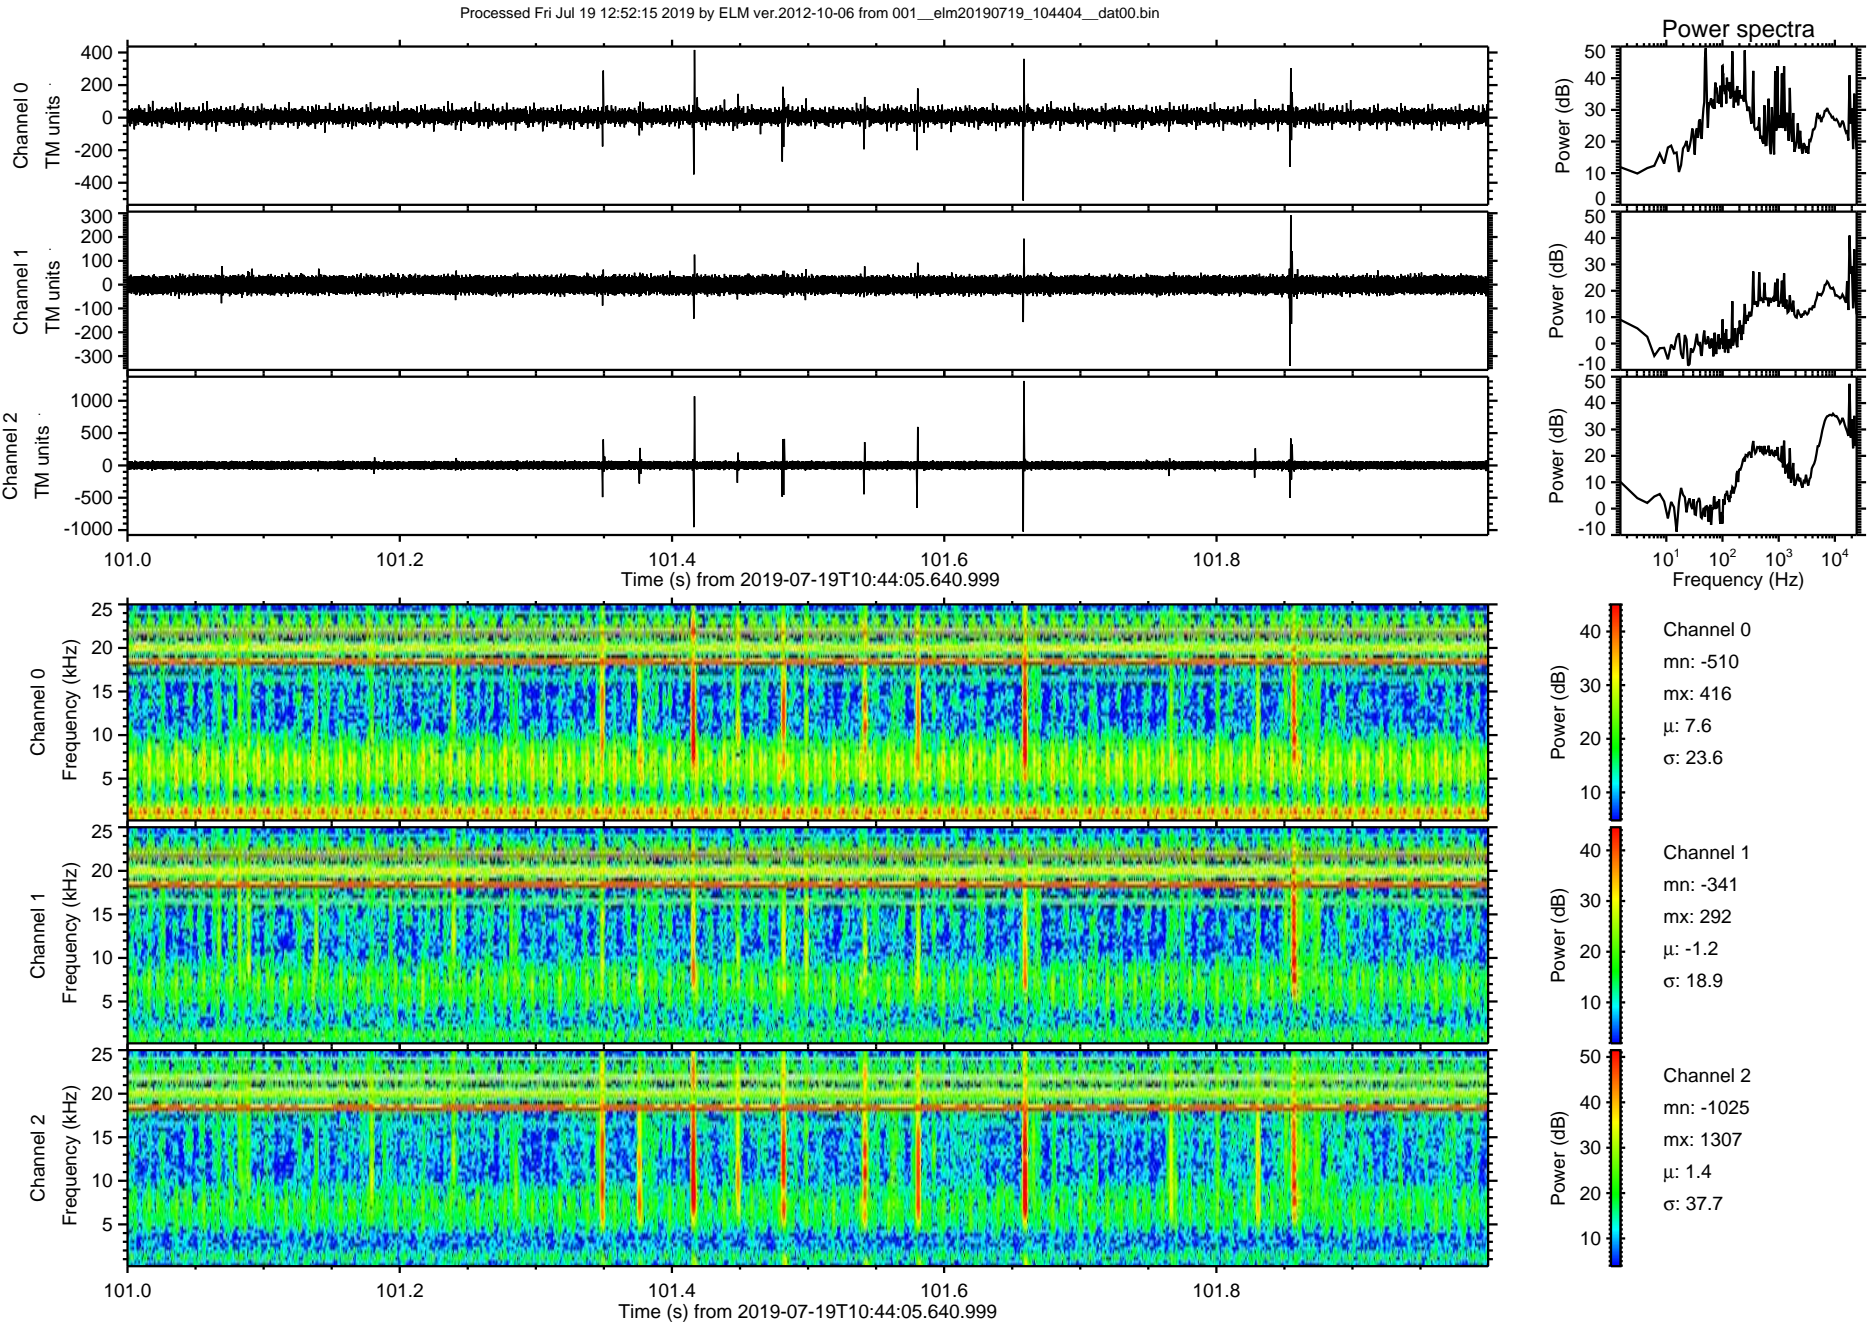 Processed Fri Jul 19 12:52:15 2019 by ELM ver.2012-10-06 from 001__elm20190719_104404__dat00.bin
Power spectra
Channel 0
TM units
400
200
0
-200
-400
Power (dB)
50
40
30
20
10
0
Channel 1
TM units
300
200
100
0
-100
-200
-300
Power (dB)
50
40
30
20
10
0
-10
Channel 2
TM units
1000
500
0
-500
-1000
Power (dB)
50
40
30
20
10
0
-10
101.0 101.2 101.4 101.6 101.8
Time (s) from 2019-07-19T10:44:05.640.999
10^1 10^2 10^3 10^4
Frequency (Hz)
Channel 0
Frequency (kHz)
25
20
15
10
5
Power (dB)
40
30
20
10
Channel 0
mn: -510
mx: 416
μ: 7.6
σ: 23.6
Channel 1
Frequency (kHz)
25
20
15
10
5
Power (dB)
40
30
20
10
Channel 1
mn: -341
mx: 292
μ: -1.2
σ: 18.9
Channel 2
Frequency (kHz)
25
20
15
10
5
Power (dB)
50
40
30
20
10
Channel 2
mn: -1025
mx: 1307
μ: 1.4
σ: 37.7
101.0 101.2 101.4 101.6 101.8
Time (s) from 2019-07-19T10:44:05.640.999